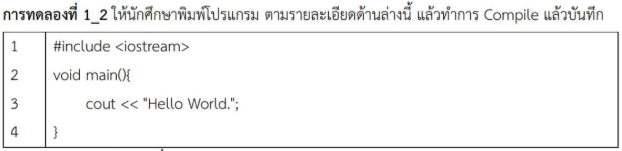 การทดลองที่ 1_2 ให้นักศึกษาพิมพ์โปรแกรม ตามรายละเอียดด้านล่างนี้ แล้วทำการ Compile แล้วบันทึก
1 #include <iostream>
2 void main(){
3 cout << "Hello World.";
4 }